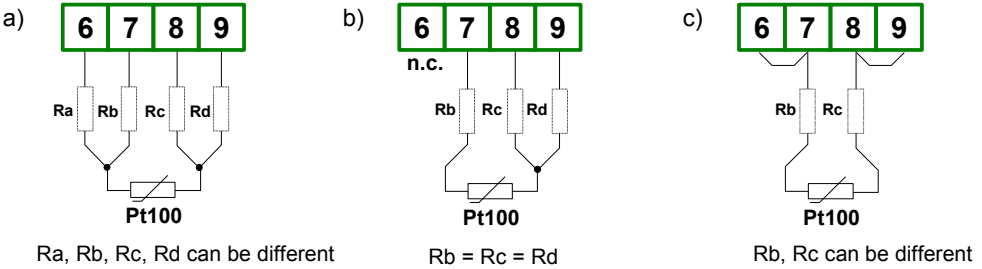 a)
6 7 8 9
Ra Rb Rc Rd
Pt100
Ra, Rb, Rc, Rd can be different
b)
6 7 8 9
n.c.
Rb Rc Rd
Pt100
Rb = Rc = Rd
c)
6 7 8 9
Rb Rc
Pt100
Rb, Rc can be different